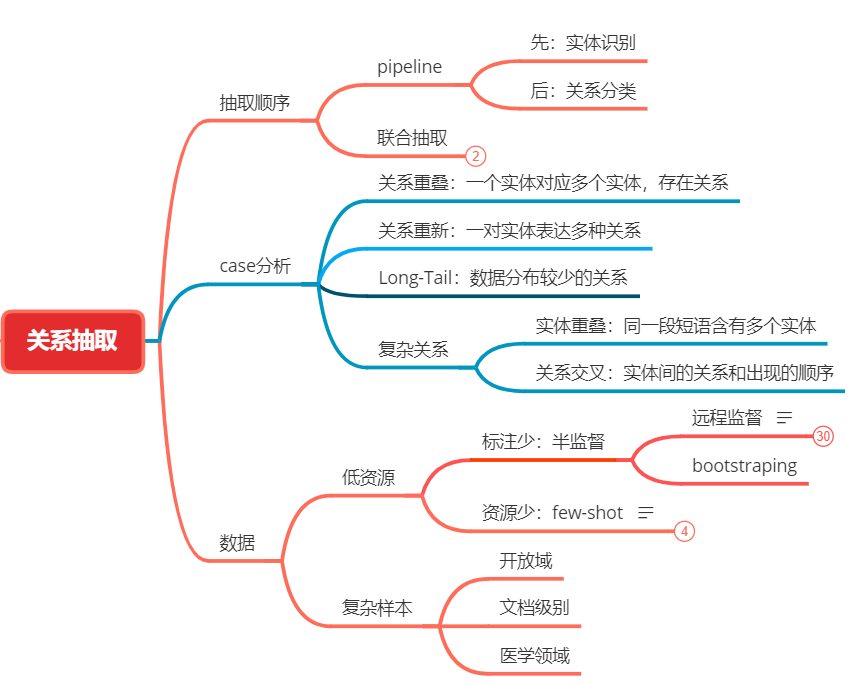 关系抽取
抽取顺序
pipeline
先：实体识别
后：关系分类
联合抽取
2
case分析
关系重叠：一个实体对应多个实体，存在关系
关系重新：一对实体表达多种关系
Long-Tail：数据分布较少的关系
复杂关系
实体重叠：同一段短语含有多个实体
关系交叉：实体间的关系和出现的顺序
数据
低资源
标注少：半监督
远程监督
30
bootstraping
资源少：few-shot
4
复杂样本
开放域
文档级别
医学领域